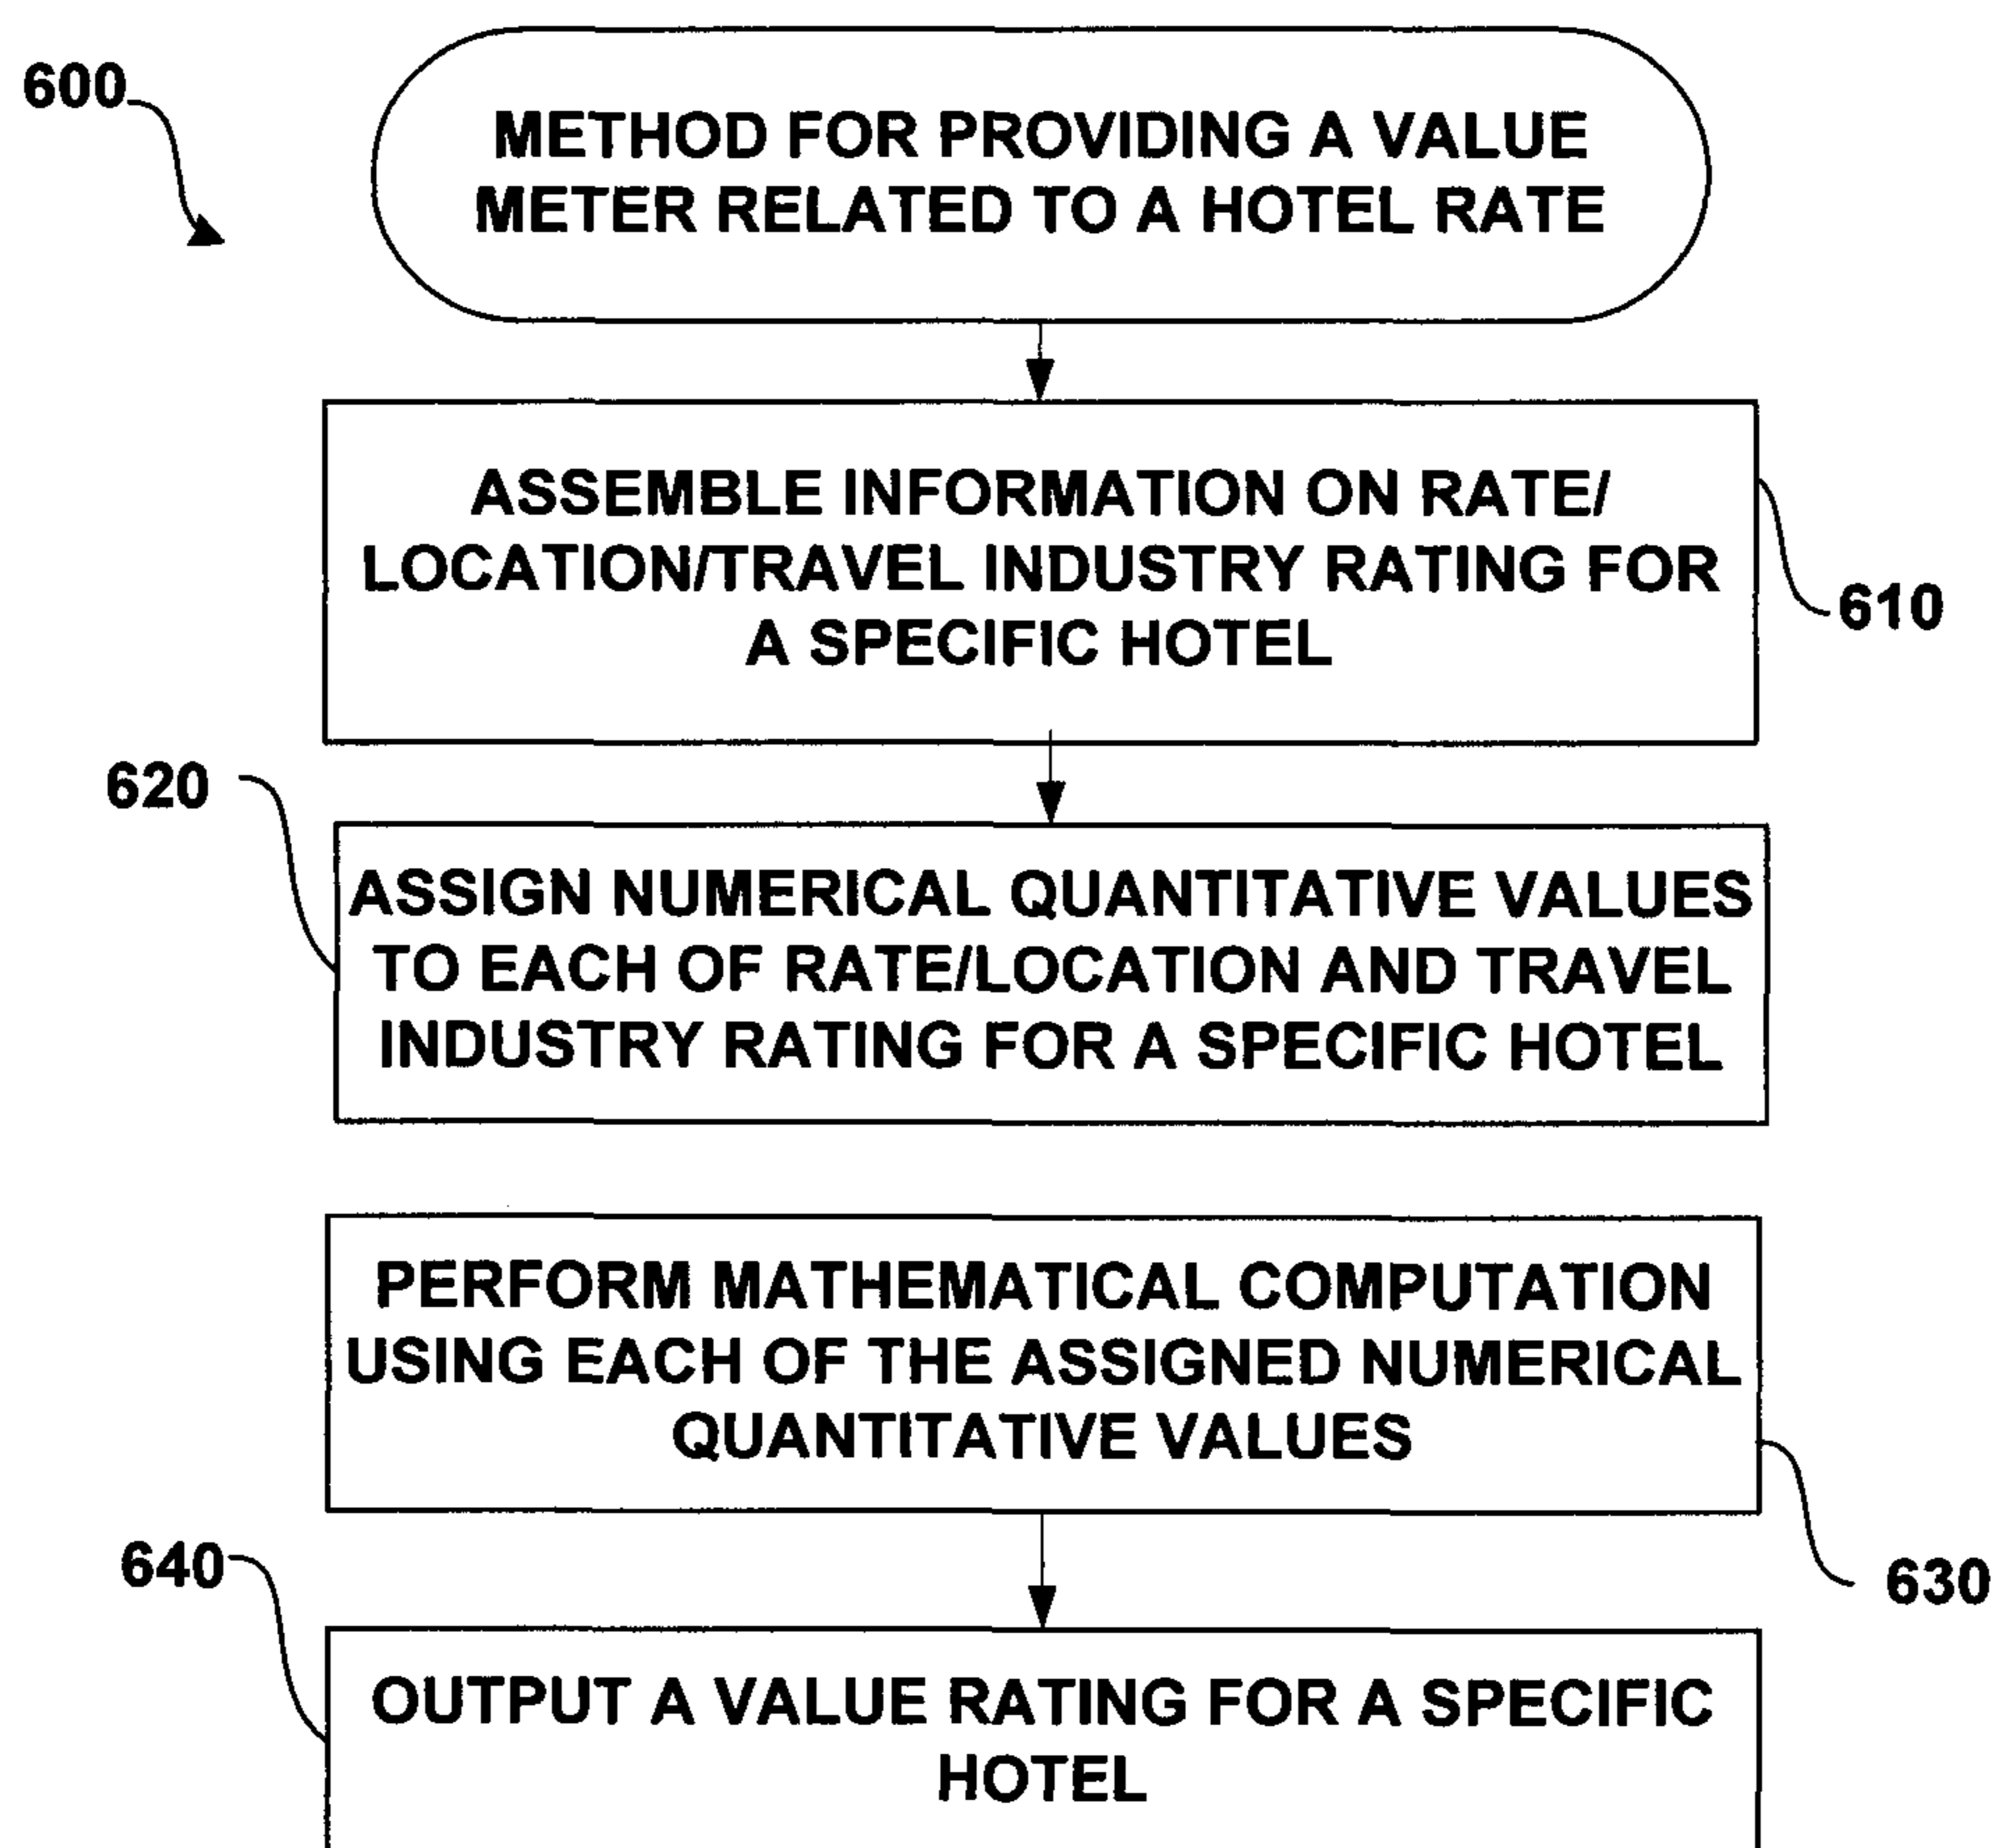 600
METHOD FOR PROVIDING A VALUE
METER RELATED TO A HOTEL RATE
ASSEMBLE INFORMATION ON RATE/
LOCATION/TRAVEL INDUSTRY RATING FOR
A SPECIFIC HOTEL
610
620
ASSIGN NUMERICAL QUANTITATIVE VALUES
TO EACH OF RATE/LOCATION AND TRAVEL
INDUSTRY RATING FOR A SPECIFIC HOTEL
PERFORM MATHEMATICAL COMPUTATION
USING EACH OF THE ASSIGNED NUMERICAL
QUANTITATIVE VALUES
630
640
OUTPUT A VALUE RATING FOR A SPECIFIC
HOTEL